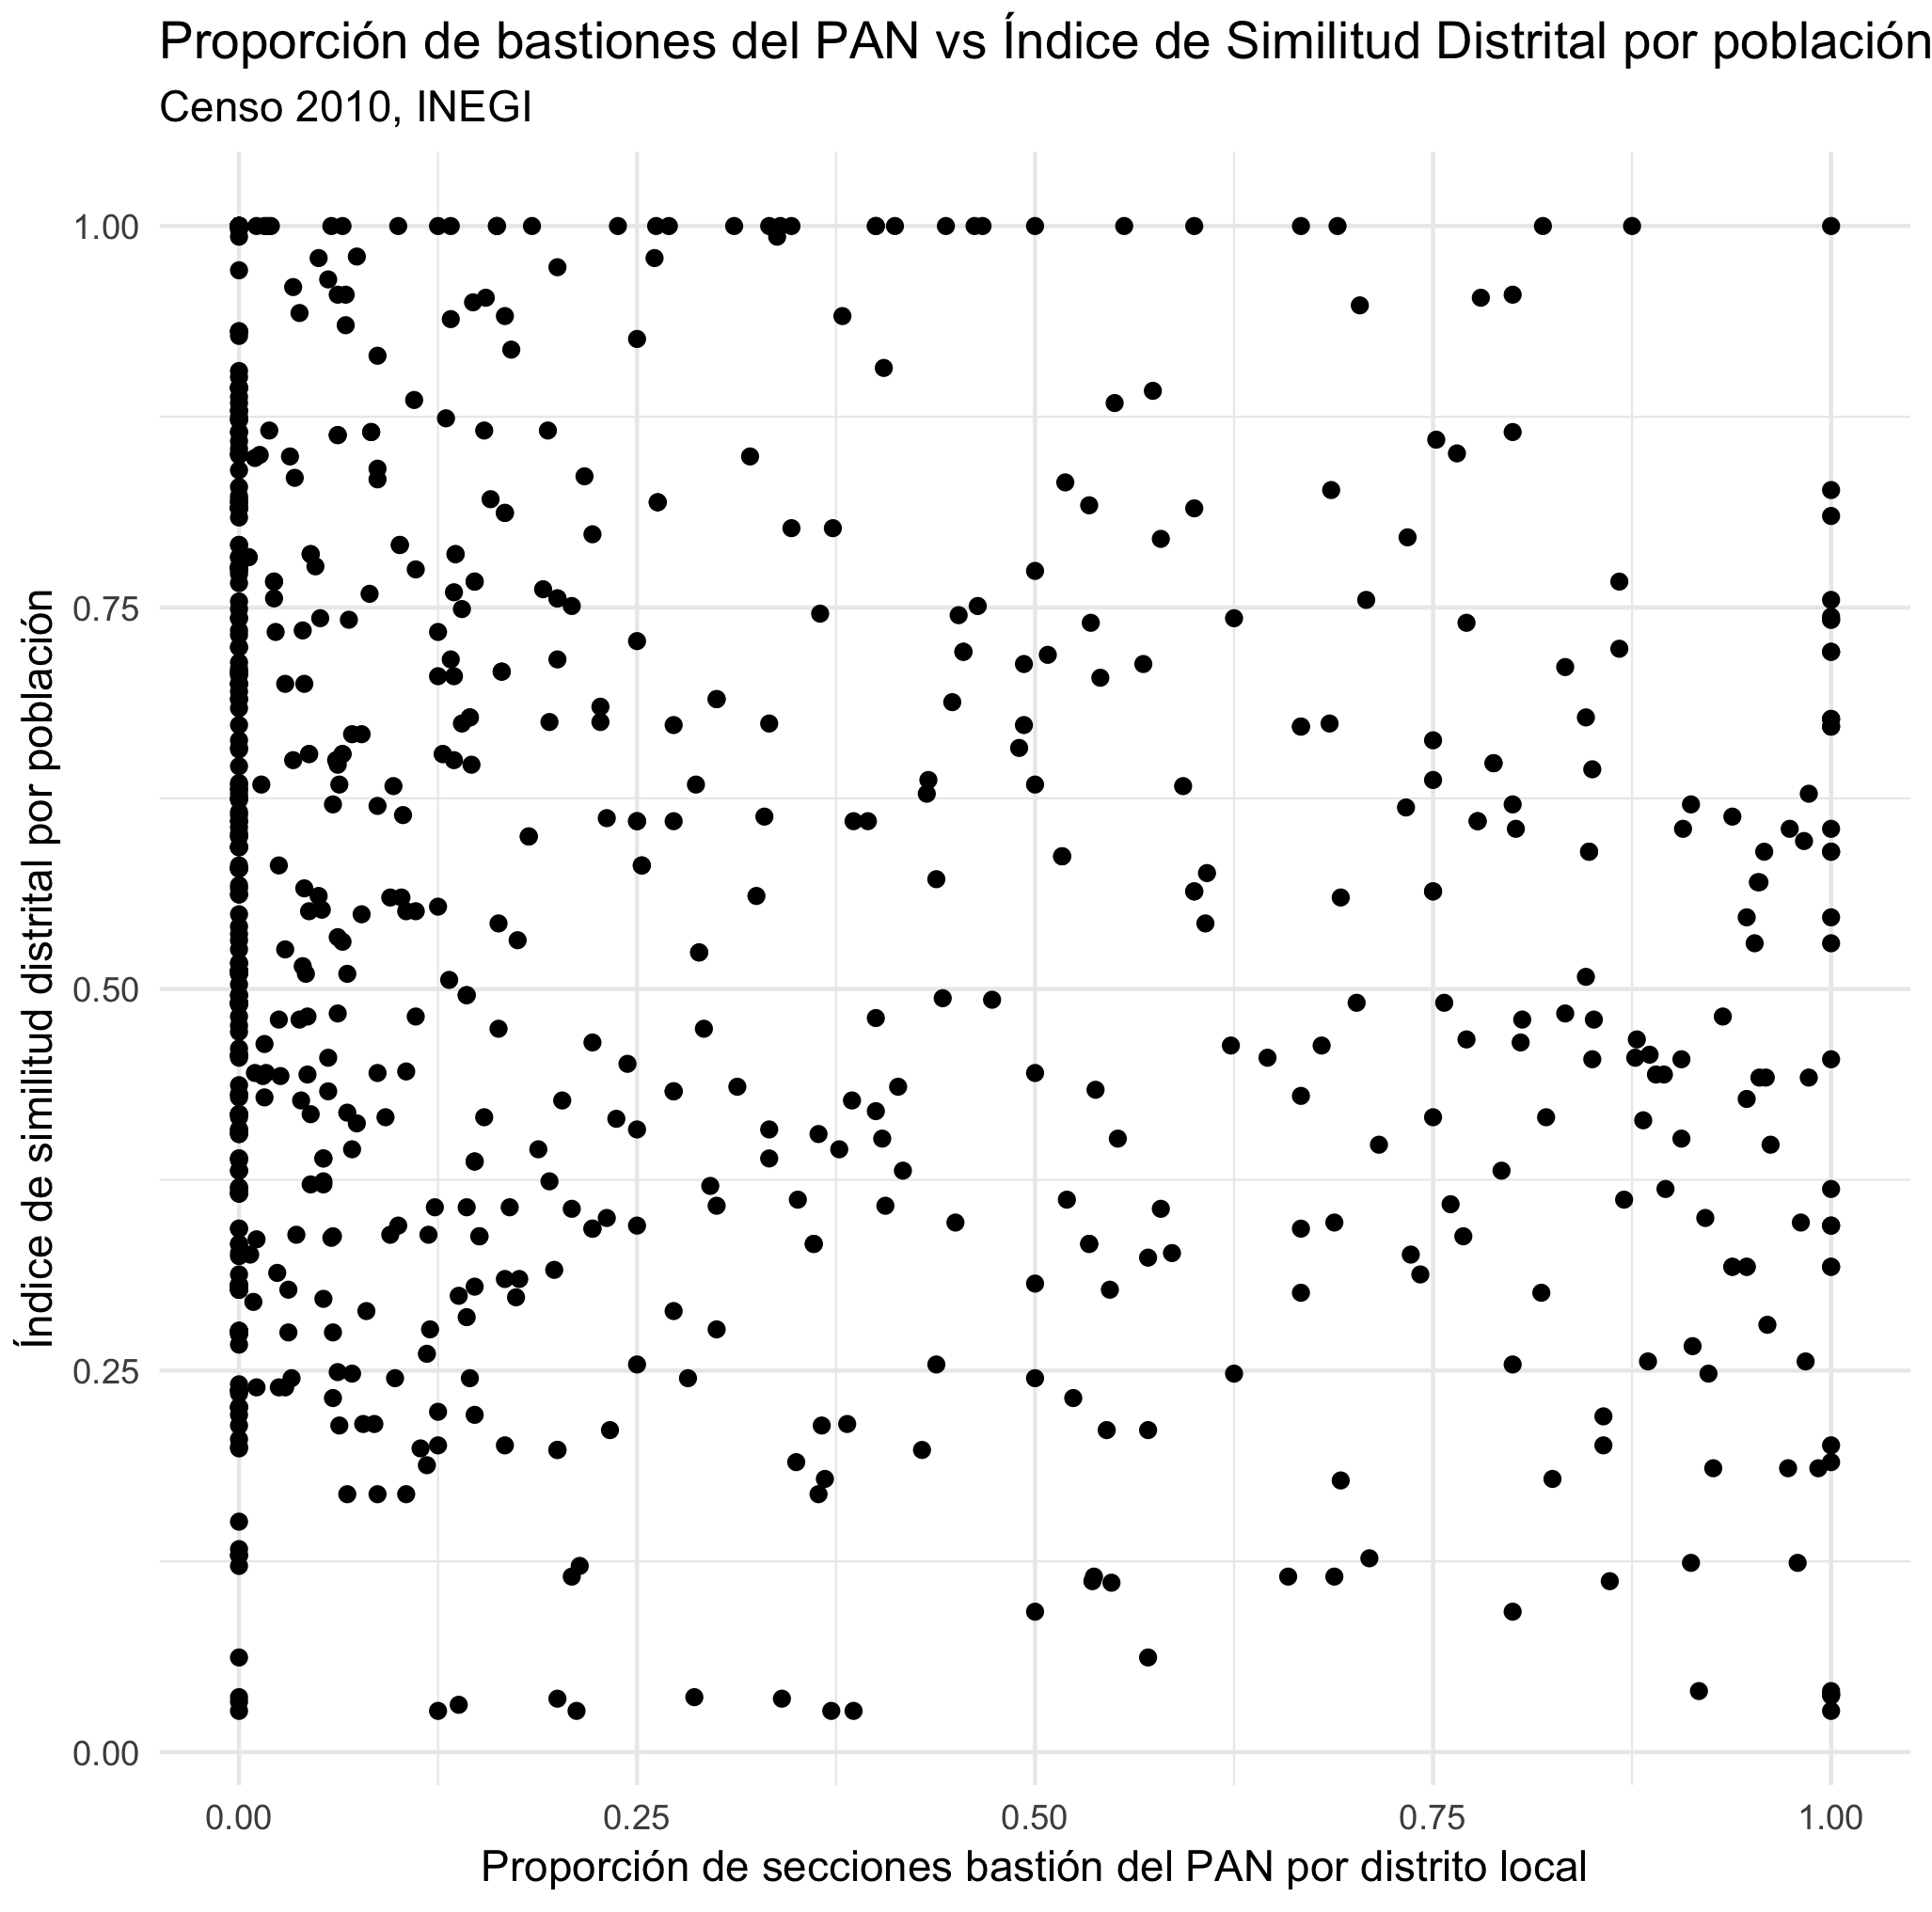 Proporción de bastiones del PAN vs Índice de Similitud Distrital por población
Censo 2010, INEGI
Índice de similitud distrital por población
1.00
0.75
0.50
0.25
0.00
0.00 0.25 0.50 0.75 1.00
Proporción de secciones bastión del PAN por distrito local